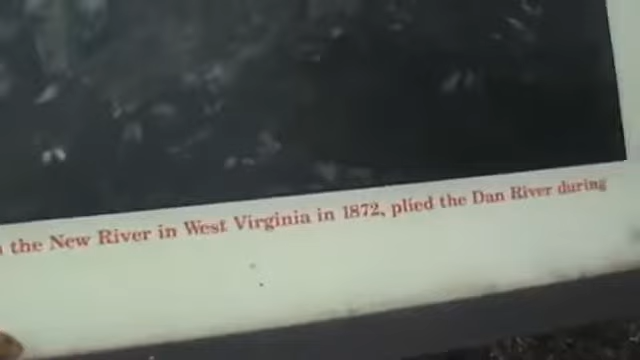 the New River in West Virginia in 1872, plied the Dan River during